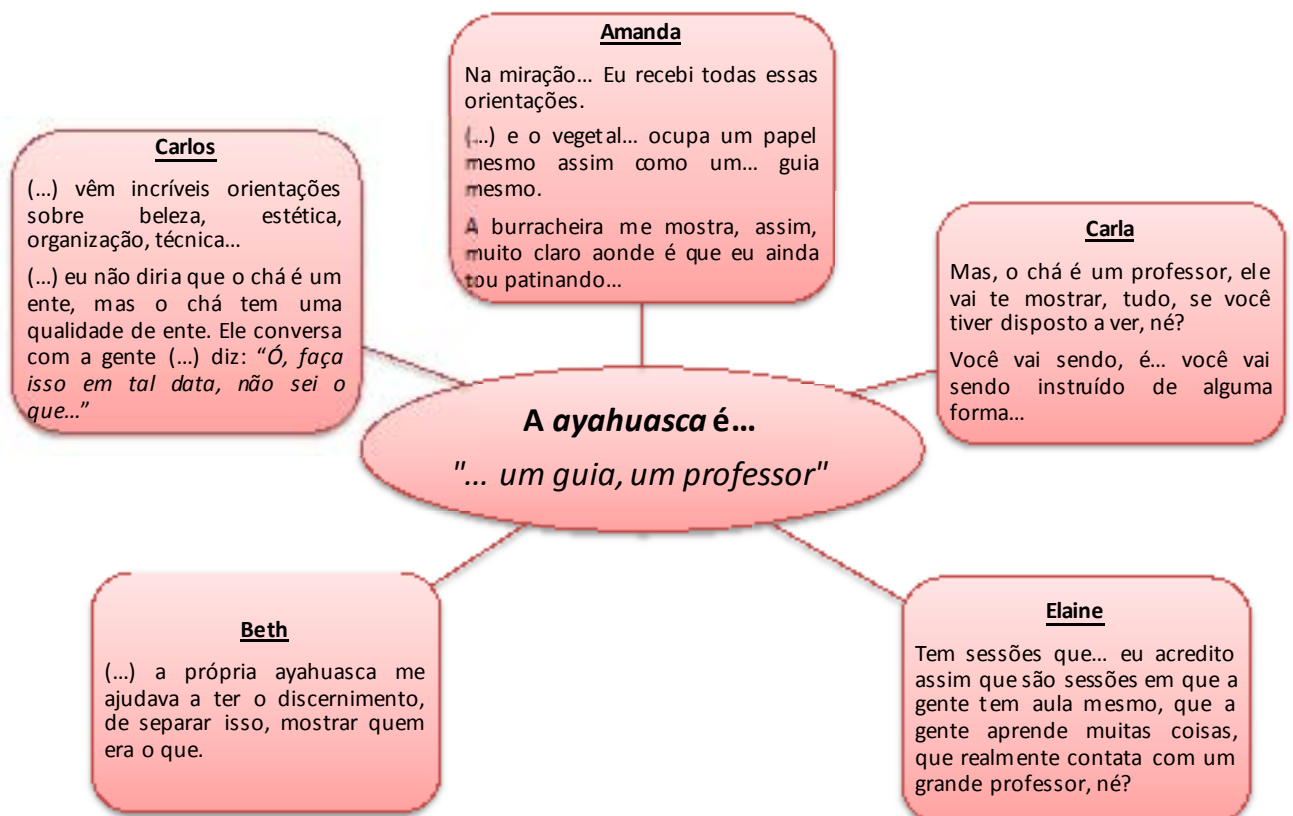 Amanda
Na miração... Eu recebi todas essas
orientações.
(...) e o vegetal... ocupa um papel
mesmo assim como um... guia
mesmo.
A burracheira me mostra, assim,
muito claro aonde é que eu ainda
tou patinando...
Carlos
(...) vêm incríveis orientações
sobre beleza, estética,
organização, técnica...
(...) eu não diria que o chá é um
ente, mas o chá tem uma
qualidade de ente. Ele conversa
com a gente (...) diz: "Ó, faça
isso em tal data, não sei o
que..."
Carla
Mas, o chá é um professor, ele
vai te mostrar, tudo, se você
tiver disposto a ver, né?
Você vai sendo, é... você vai
sendo instruído de alguma
forma...
A ayahuasca é...
"... um guia, um professor"
Beth
(...) a própria ayahuasca me
ajudava a ter o discernimento,
de separar isso, mostrar quem
era o que.
Elaine
Tem sessões que... eu acredito
assim que são sessões em que a
gente tem aula mesmo, que a
gente aprende muitas coisas,
que realmente contata com um
grande professor, né?